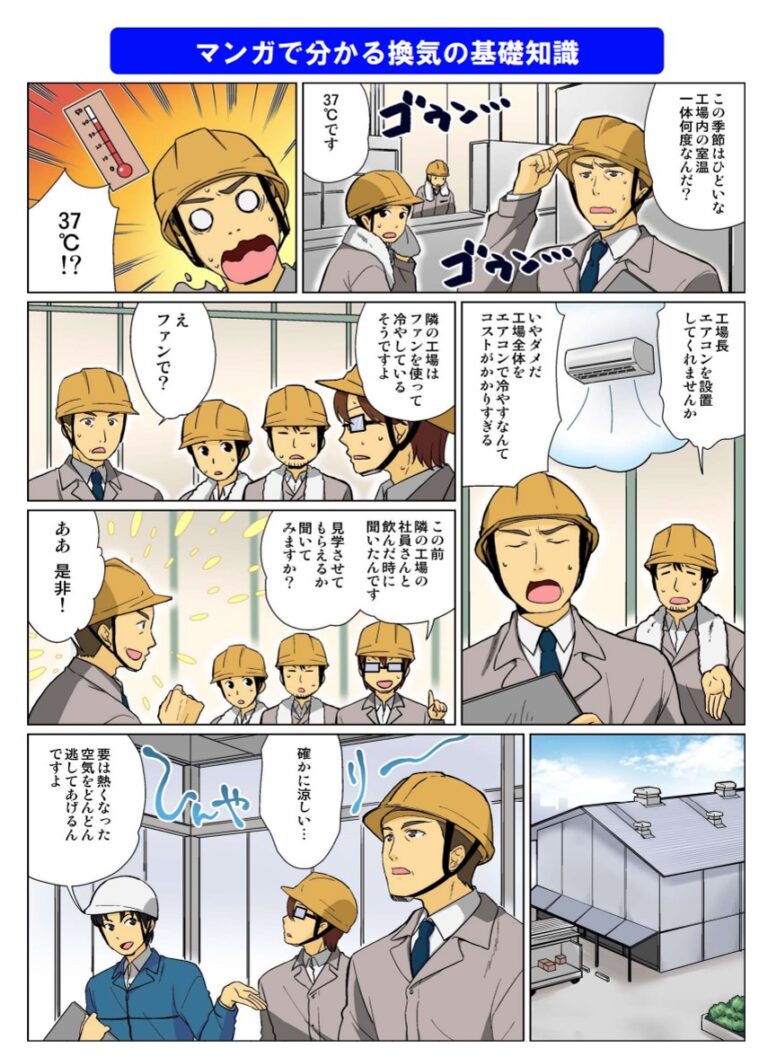 マンガで分かる換気の基礎知識
この季節はひどいな
工場内の室温
一体何度なんだ？
ゴウン…
37℃です
ゴウン…
37℃!?
工場長
エアコンを設置
してくれませんか
いやダメだ
工場全体を
エアコンで冷やすなんて
コストがかかりすぎる
隣の工場は
ファンを使って
冷やしている
そうですよ
え
ファンで？
この前
隣の工場の
社員さんと
飲んだ時に
聞いたんです
見学させて
もらえるか
聞いて
みますか？
ああ 是非！
確かに涼しい…
ひんやりー
要は熱くなった
空気をどんどん
逃してあげるん
ですよ